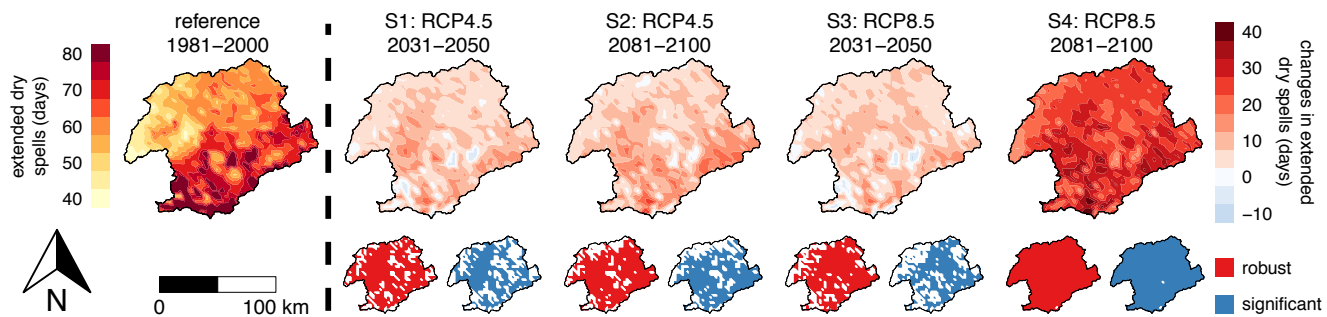 reference
1981–2000
S1: RCP4.5
2031–2050
S2: RCP4.5
2081–2100
S3: RCP8.5
2031–2050
S4: RCP8.5
2081–2100
extended dry
spells (days)
80
70
60
50
40
40
30
20
10
0
−10
changes in extended
dry spells (days)
N
0
100 km
robust
significant